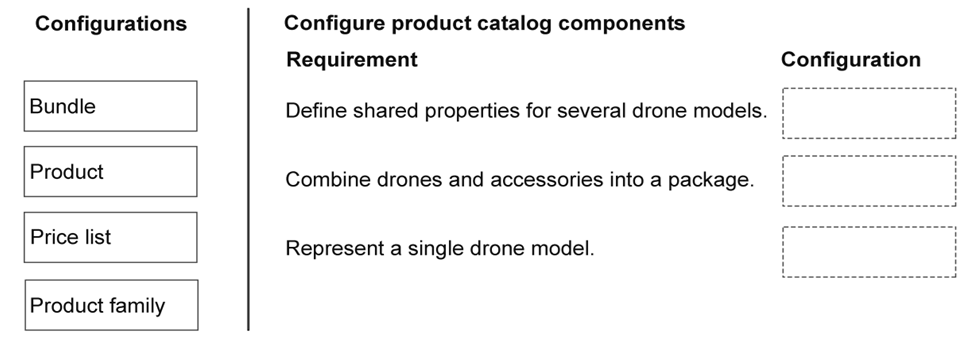 Configurations
Bundle
Product
Price list
Product family
Configure product catalog components
Requirement
Configuration
Define shared properties for several drone models.
Combine drones and accessories into a package.
Represent a single drone model.